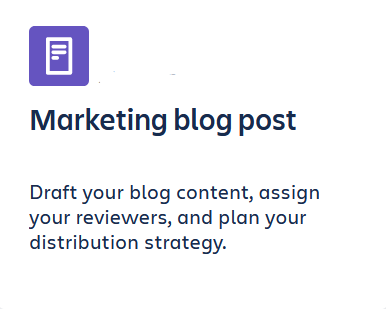 Marketing blog post
Draft your blog content, assign
your reviewers, and plan your
distribution strategy.